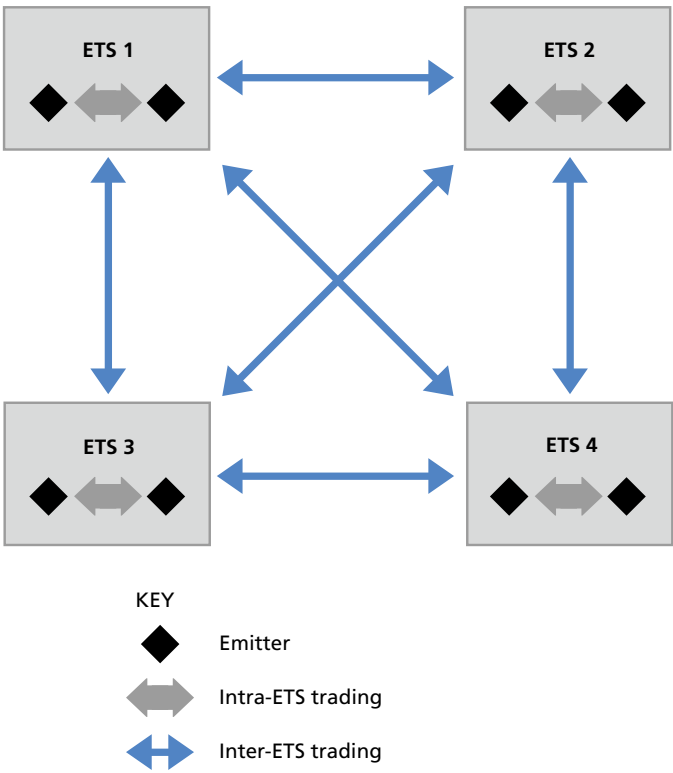 ETS 1
ETS 2
ETS 3
ETS 4
KEY
Emitter
Intra-ETS trading
Inter-ETS trading